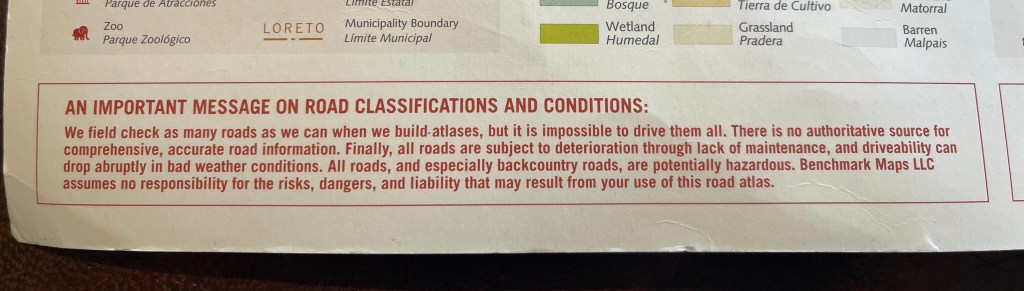 Parque de Atracciones
Límite Estatal
Bosque
Tierra de Cultivo
Matorral
Zoo
Parque Zoológico
LORETO
Municipality Boundary
Límite Municipal
Wetland
Humedal
Grassland
Pradera
Barren
Malpais
AN IMPORTANT MESSAGE ON ROAD CLASSIFICATIONS AND CONDITIONS:
We field check as many roads as we can when we build atlases, but it is impossible to drive them all. There is no authoritative source for
comprehensive, accurate road information. Finally, all roads are subject to deterioration through lack of maintenance, and driveability can
drop abruptly in bad weather conditions. All roads, and especially backcountry roads, are potentially hazardous. Benchmark Maps LLC
assumes no responsibility for the risks, dangers, and liability that may result from your use of this road atlas.